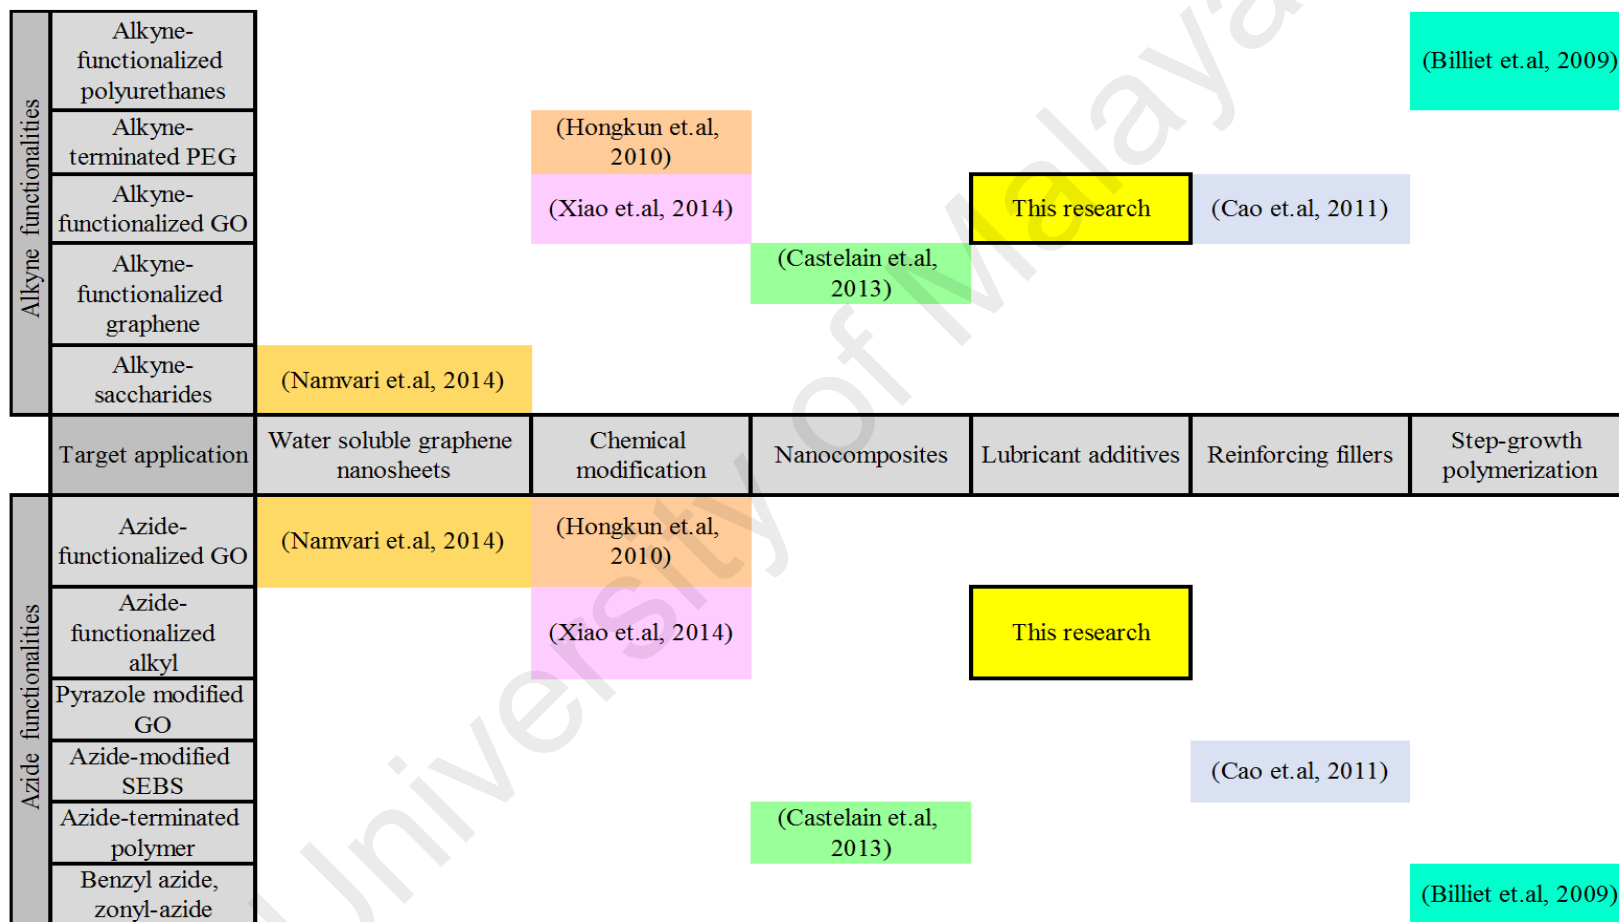 Alkyne functionalities
Alkyne-
functionalized
polyurethanes
(Billiet et.al, 2009)
Alkyne-
terminated PEG
(Hongkun et.al,
2010)
Alkyne-
functionalized GO
(Xiao et.al, 2014)
This research
(Cao et.al, 2011)
Alkyne-
functionalized
graphene
(Castelain et.al,
2013)
Alkyne-
saccharides
(Namvari et.al, 2014)
Target application
Water soluble graphene
nanosheets
Chemical
modification
Nanocomposites
Lubricant additives
Reinforcing fillers
Step-growth
polymerization
Azide functionalities
Azide-
functionalized GO
(Namvari et.al, 2014)
(Hongkun et.al,
2010)
Azide-
functionalized
alkyl
(Xiao et.al, 2014)
This research
Pyrazole modified
GO
Azide-modified
SEBS
(Cao et.al, 2011)
Azide-terminated
polymer
(Castelain et.al,
2013)
Benzyl azide,
zonyl-azide
(Billiet et.al, 2009)
University of Malaya